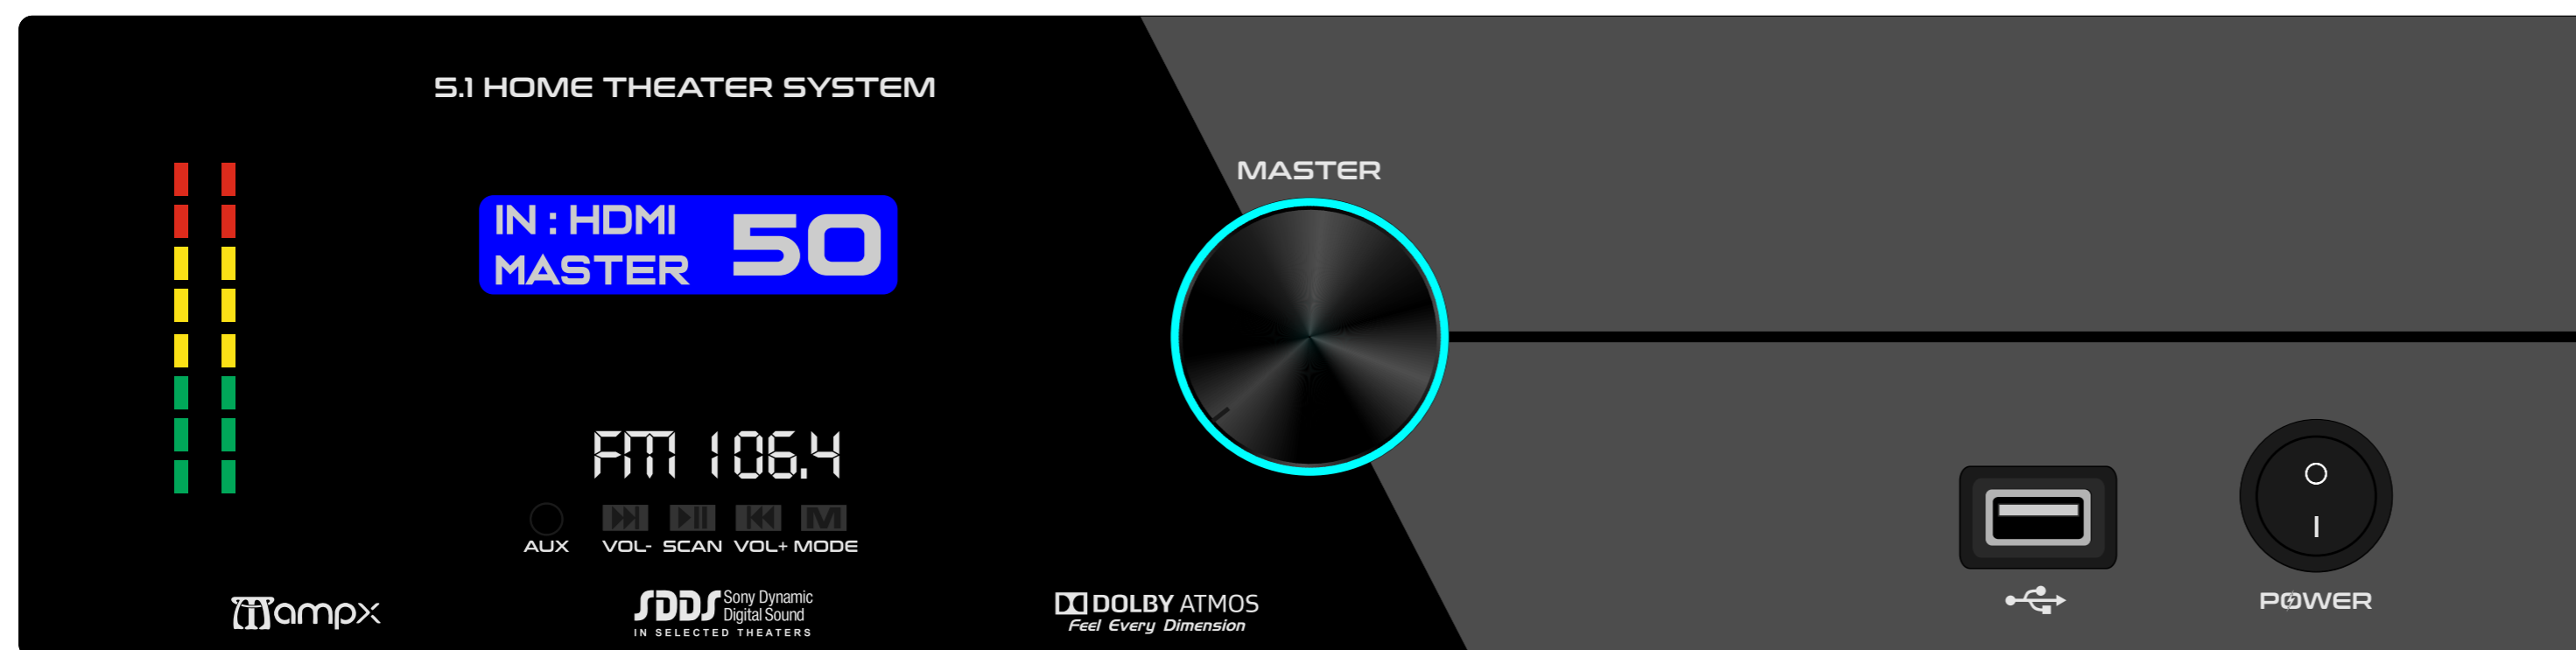 5.1 HOME THEATER SYSTEM
MASTER
IN : HDMI
MASTER
50
FM 106.4
M
AUX VOL- SCAN VOL+ MODE
ampx
SDDS Sony Dynamic
Digital Sound
IN SELECTED THEATERS
DOLBY ATMOS
Feel Every Dimension
POWER